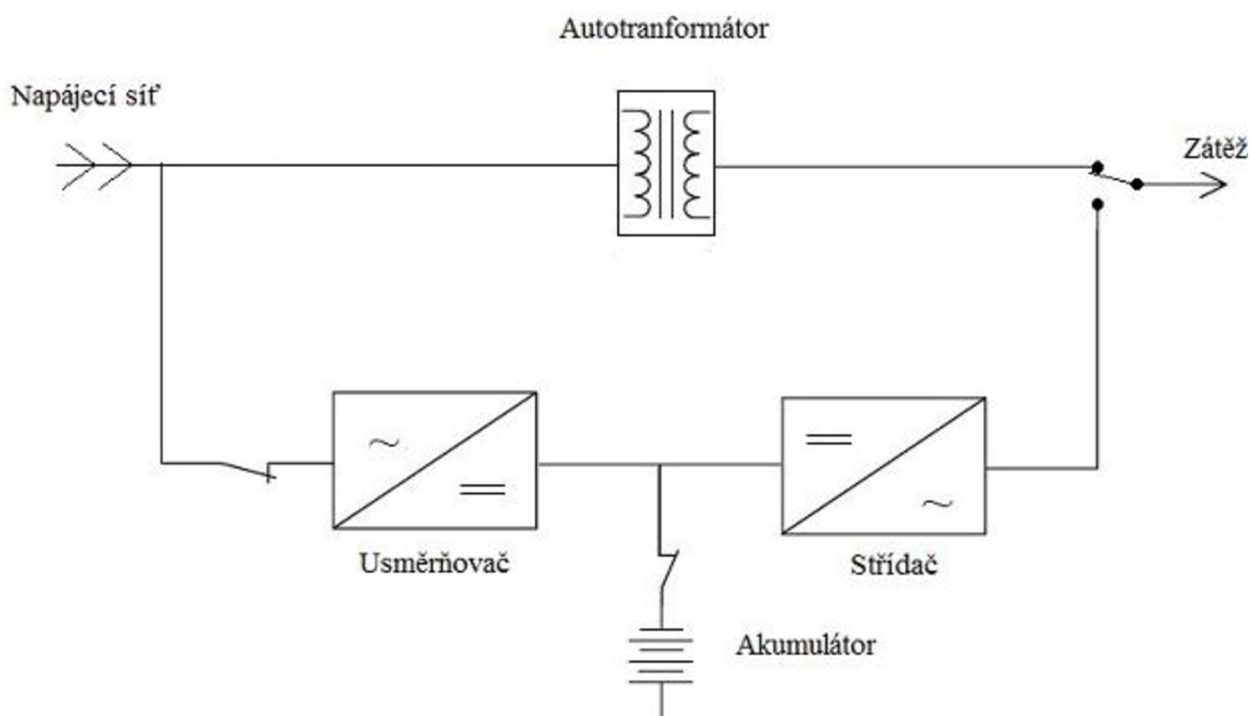 Autotranformátor
Napájecí síť
Zátěž
Usměrňovač
Střídač
Akumulátor